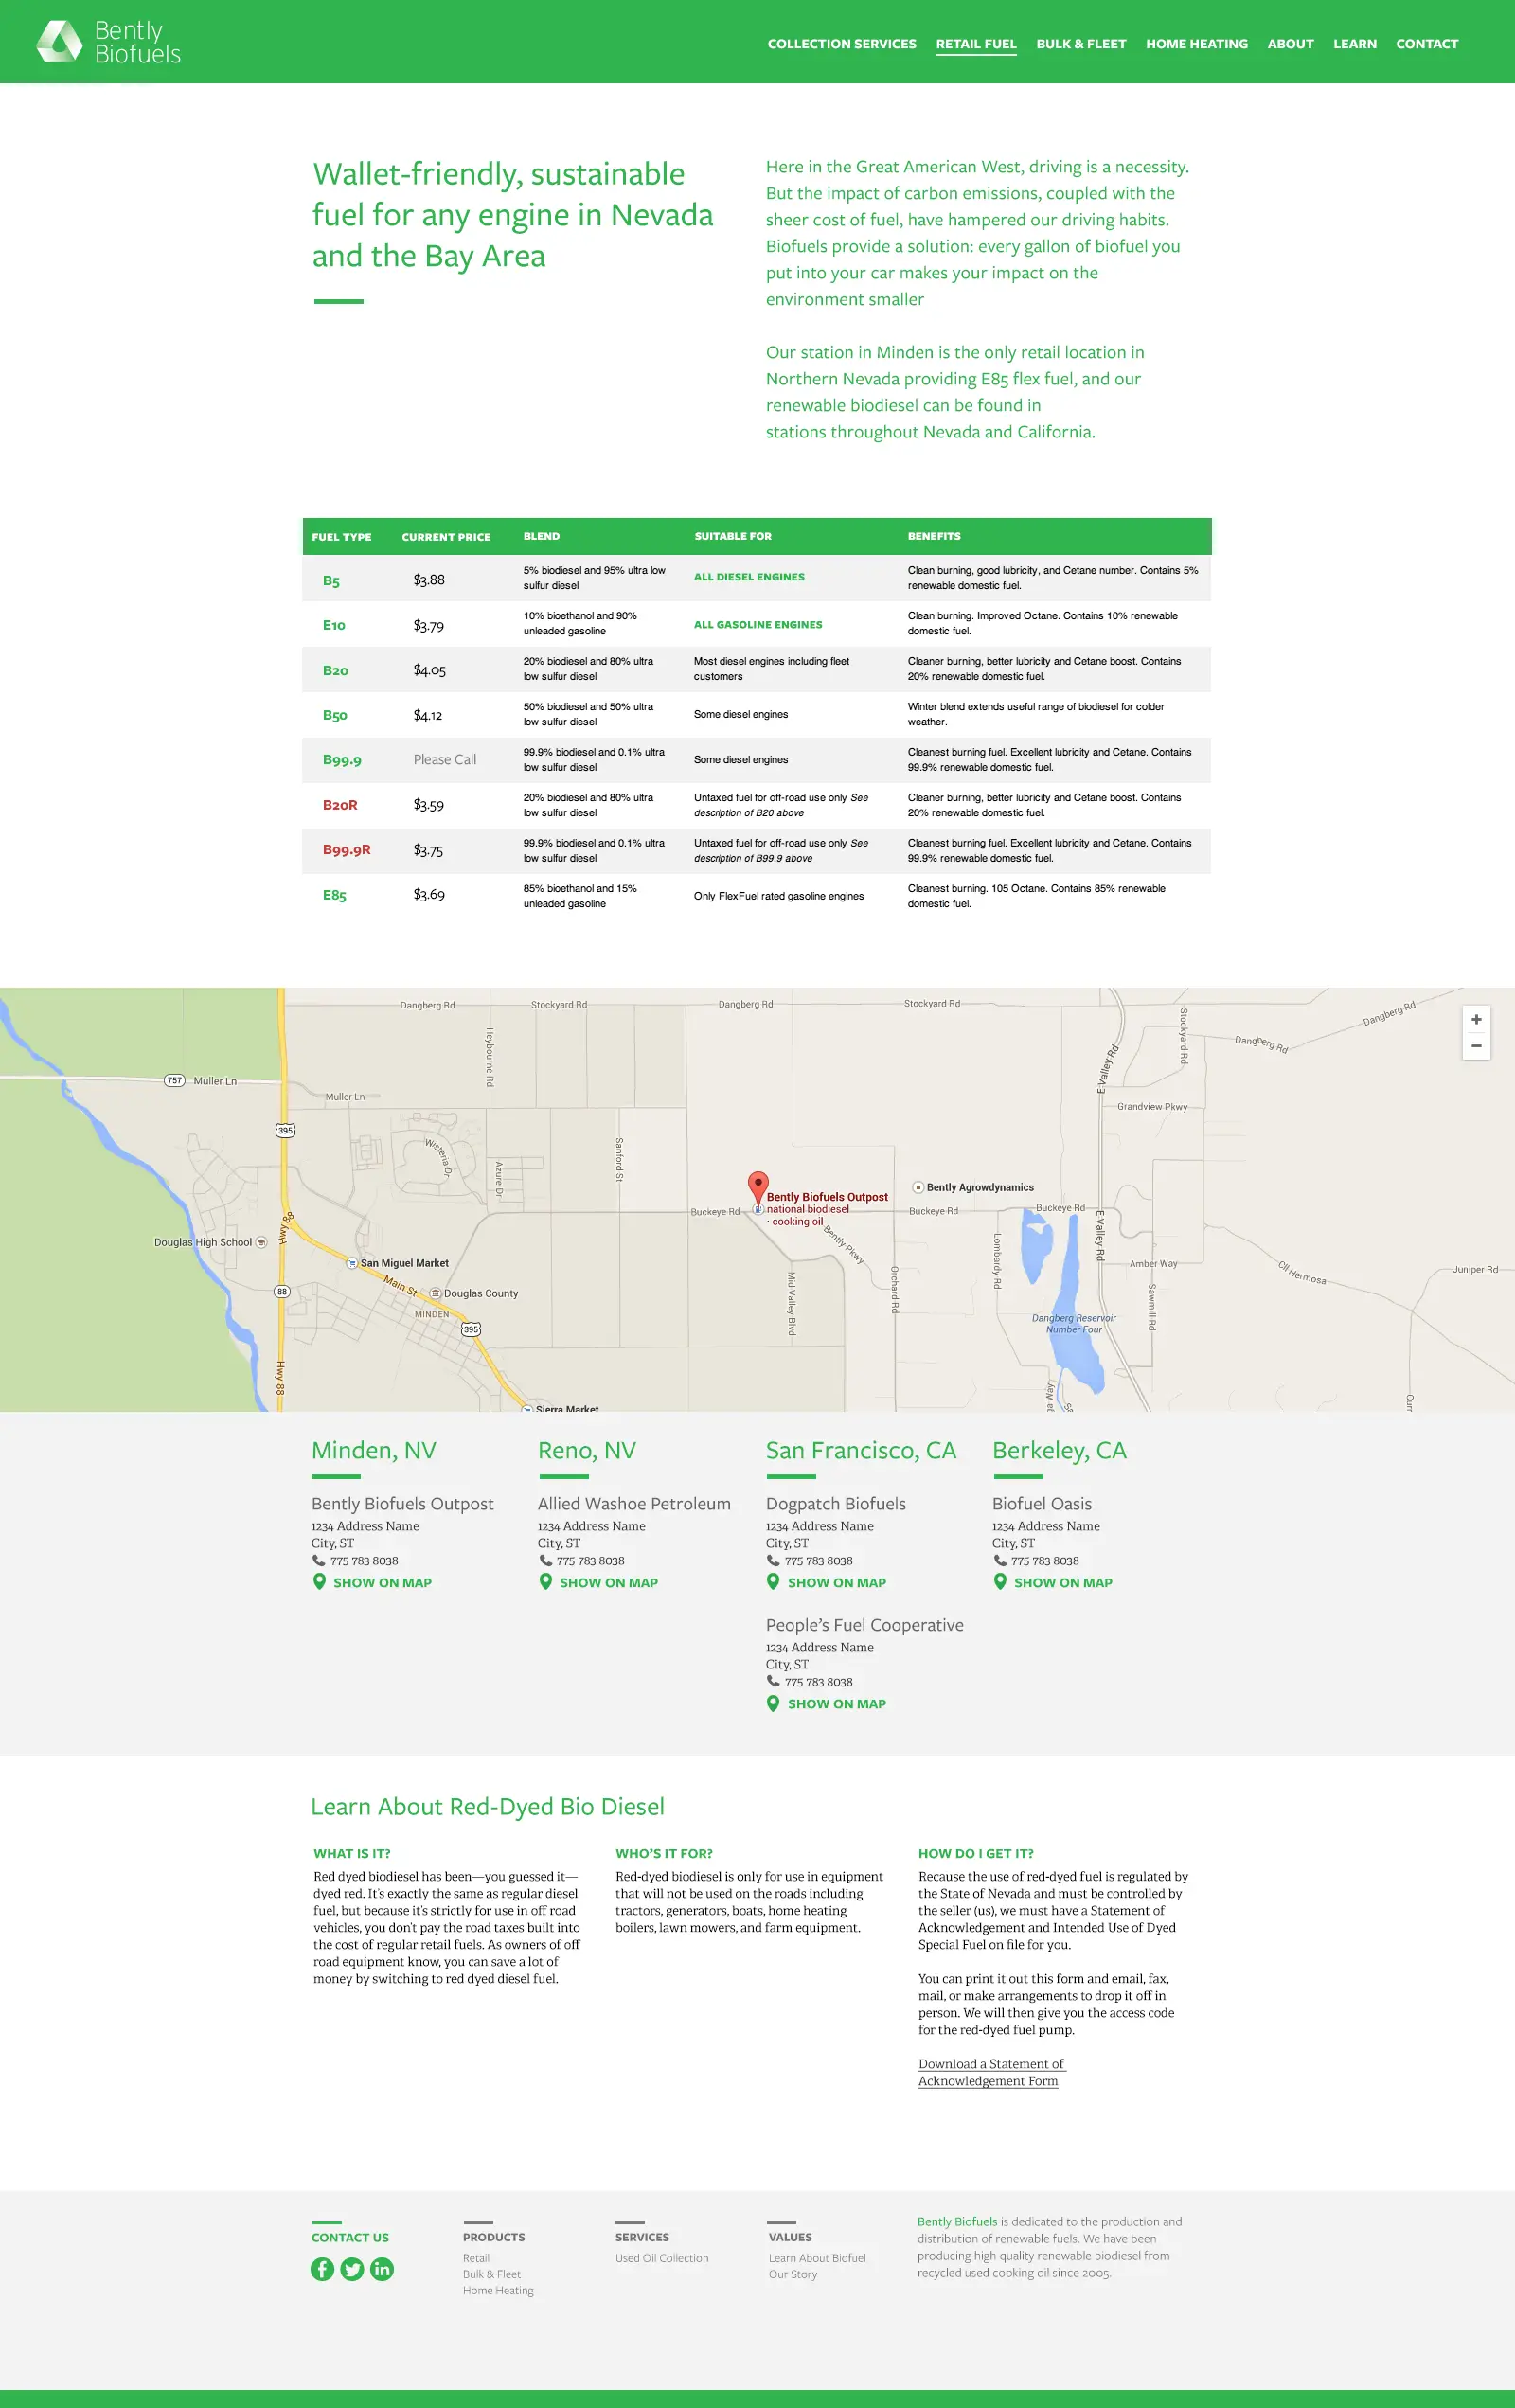 Bently
Biofuels
COLLECTION SERVICES RETAIL FUEL BULK & FLEET HOME HEATING ABOUT LEARN CONTACT
Wallet-friendly, sustainable
fuel for any engine in Nevada
and the Bay Area
Here in the Great American West, driving is a necessity.
But the impact of carbon emissions, coupled with the
sheer cost of fuel, have hampered our driving habits.
Biofuels provide a solution: every gallon of biofuel you
put into your car makes your impact on the
environment smaller
Our station in Minden is the only retail location in
Northern Nevada providing E85 flex fuel, and our
renewable biodiesel can be found in
stations throughout Nevada and California.
FUEL TYPE CURRENT PRICE BLEND SUITABLE FOR BENEFITS
B5 $3.88 5% biodiesel and 95% ultra low sulfur diesel ALL DIESEL ENGINES Clean burning, good lubricity, and Cetane number. Contains 5% renewable domestic fuel.
E10 $3.79 10% bioethanol and 90% unleaded gasoline ALL GASOLINE ENGINES Clean burning. Improved Octane. Contains 10% renewable domestic fuel.
B20 $4.05 20% biodiesel and 80% ultra low sulfur diesel Most diesel engines including fleet customers Cleaner burning, better lubricity and Cetane boost. Contains 20% renewable domestic fuel.
B50 $4.12 50% biodiesel and 50% ultra low sulfur diesel Some diesel engines Winter blend extends useful range of biodiesel for colder weather.
B99.9 Please Call 99.9% biodiesel and 0.1% ultra low sulfur diesel Some diesel engines Cleanest burning fuel. Excellent lubricity and Cetane. Contains 99.9% renewable domestic fuel.
B20R $3.59 20% biodiesel and 80% ultra low sulfur diesel Untaxed fuel for off-road use only See description of B20 above Cleaner burning, better lubricity and Cetane boost. Contains 20% renewable domestic fuel.
B99.9R $3.75 99.9% biodiesel and 0.1% ultra low sulfur diesel Untaxed fuel for off-road use only See description of B99.9 above Cleanest burning fuel. Excellent lubricity and Cetane. Contains 99.9% renewable domestic fuel.
E85 $3.69 85% bioethanol and 15% unleaded gasoline Only FlexFuel rated gasoline engines Cleanest burning. 105 Octane. Contains 85% renewable domestic fuel.
Dangberg Rd Stockyard Rd Dangberg Rd Stockyard Rd Dangberg Rd
Stockyard Rd
Dangberg Rd
Heybourne Rd
E Valley Rd
757 Muller Ln
Muller Ln
Grandview Pkwy
395
Wisteria Dr
Azure Dr
Sanford St
Bently Agrowdynamics
Bently Biofuels Outpost
national biodiesel
· cooking oil
Buckeye Rd Buckeye Rd Buckeye Rd
Hwy 88
Bently Pkwy
E Valley Rd
Douglas High School
San Miguel Market
Lombardy Rd
Amber Way
Cll Hermosa
Juniper Rd
Orchard Rd
Mid Valley Blvd
Sawmill Rd
88
Main St
Douglas County
MINDEN
395
Dangberg Reservoir
Number Four
Hwy 88
Sierra Market
Minden, NV
Bently Biofuels Outpost
1234 Address Name
City, ST
775 783 8038
SHOW ON MAP
Reno, NV
Allied Washoe Petroleum
1234 Address Name
City, ST
775 783 8038
SHOW ON MAP
San Francisco, CA
Dogpatch Biofuels
1234 Address Name
City, ST
775 783 8038
SHOW ON MAP
People's Fuel Cooperative
1234 Address Name
City, ST
775 783 8038
SHOW ON MAP
Berkeley, CA
Biofuel Oasis
1234 Address Name
City, ST
775 783 8038
SHOW ON MAP
Learn About Red-Dyed Bio Diesel
WHAT IS IT?
Red dyed biodiesel has been—you guessed it—
dyed red. It's exactly the same as regular diesel
fuel, but because it's strictly for use in off road
vehicles, you don't pay the road taxes built into
the cost of regular retail fuels. As owners of off
road equipment know, you can save a lot of
money by switching to red dyed diesel fuel.
WHO'S IT FOR?
Red-dyed biodiesel is only for use in equipment
that will not be used on the roads including
tractors, generators, boats, home heating
boilers, lawn mowers, and farm equipment.
HOW DO I GET IT?
Because the use of red-dyed fuel is regulated by
the State of Nevada and must be controlled by
the seller (us), we must have a Statement of
Acknowledgement and Intended Use of Dyed
Special Fuel on file for you.
You can print it out this form and email, fax,
mail, or make arrangements to drop it off in
person. We will then give you the access code
for the red-dyed fuel pump.
Download a Statement of
Acknowledgement Form
CONTACT US
PRODUCTS
Retail
Bulk & Fleet
Home Heating
SERVICES
Used Oil Collection
VALUES
Learn About Biofuel
Our Story
Bently Biofuels is dedicated to the production and
distribution of renewable fuels. We have been
producing high quality renewable biodiesel from
recycled used cooking oil since 2005.